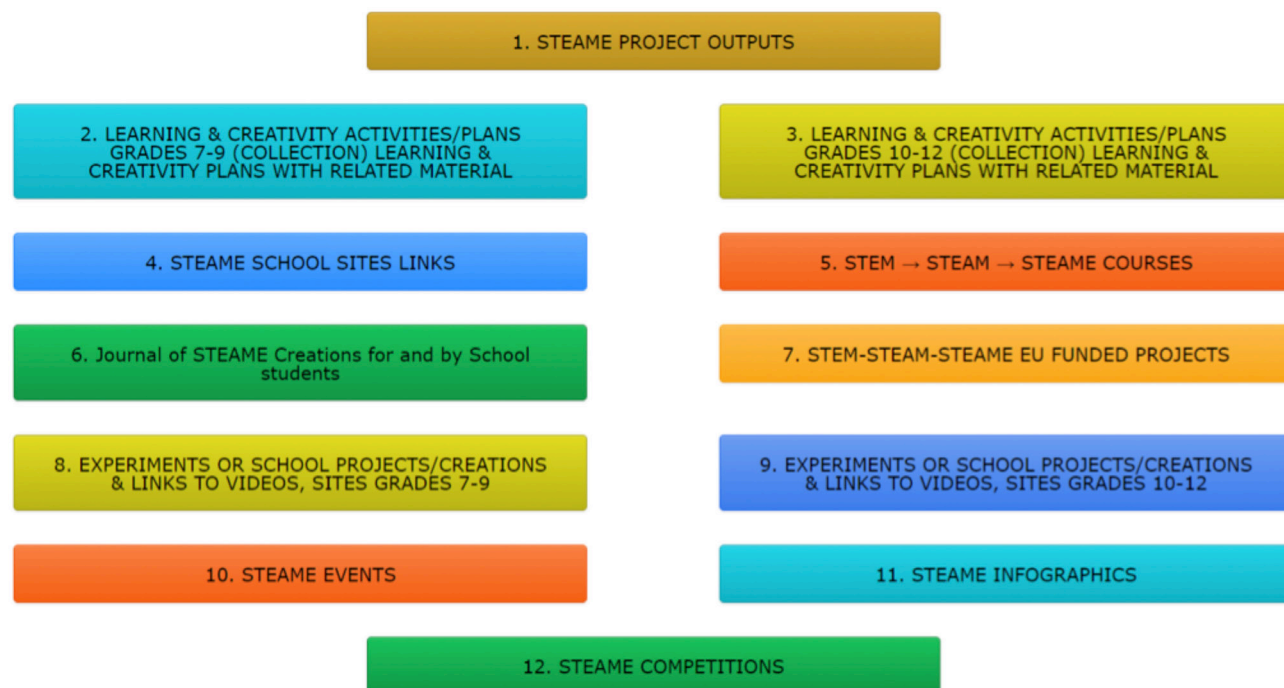 1. STEAME PROJECT OUTPUTS
2. LEARNING & CREATIVITY ACTIVITIES/PLANS
GRADES 7-9 (COLLECTION) LEARNING &
CREATIVITY PLANS WITH RELATED MATERIAL
3. LEARNING & CREATIVITY ACTIVITIES/PLANS
GRADES 10-12 (COLLECTION) LEARNING &
CREATIVITY PLANS WITH RELATED MATERIAL
4. STEAME SCHOOL SITES LINKS
5. STEM → STEAM → STEAME COURSES
6. Journal of STEAME Creations for and by School
students
7. STEM-STEAM-STEAME EU FUNDED PROJECTS
8. EXPERIMENTS OR SCHOOL PROJECTS/CREATIONS
& LINKS TO VIDEOS, SITES GRADES 7-9
9. EXPERIMENTS OR SCHOOL PROJECTS/CREATIONS
& LINKS TO VIDEOS, SITES GRADES 10-12
10. STEAME EVENTS
11. STEAME INFOGRAPHICS
12. STEAME COMPETITIONS